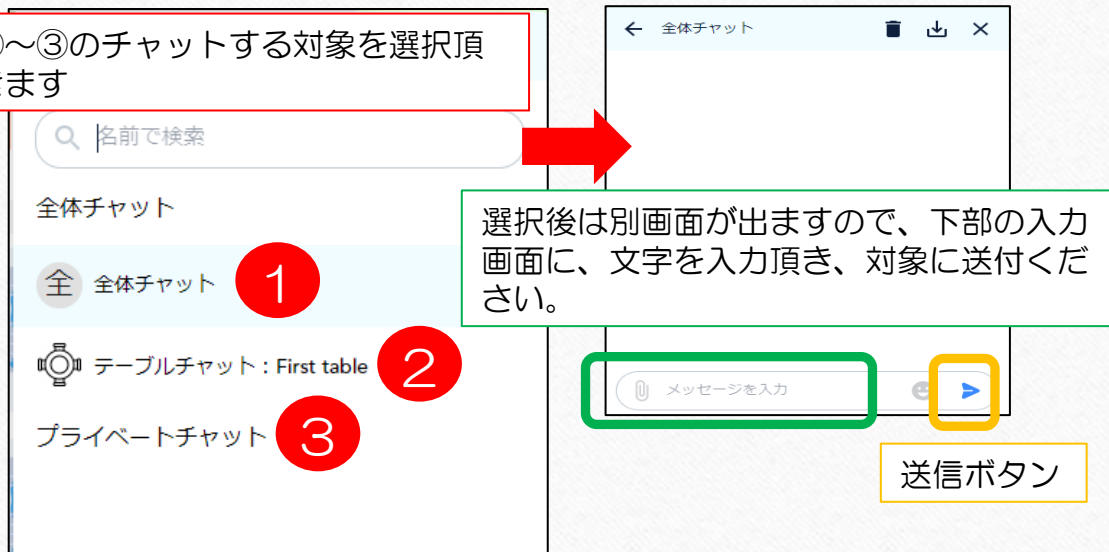 ～③のチャットする対象を選択頂
きます
名前で検索
全体チャット
全 全体チャット 1
テーブルチャット：First table 2
プライベートチャット 3
全体チャット
選択後は別画面が出ますので、下部の入力
画面に、文字を入力頂き、対象に送付くだ
さい。
メッセージを入力
送信ボタン